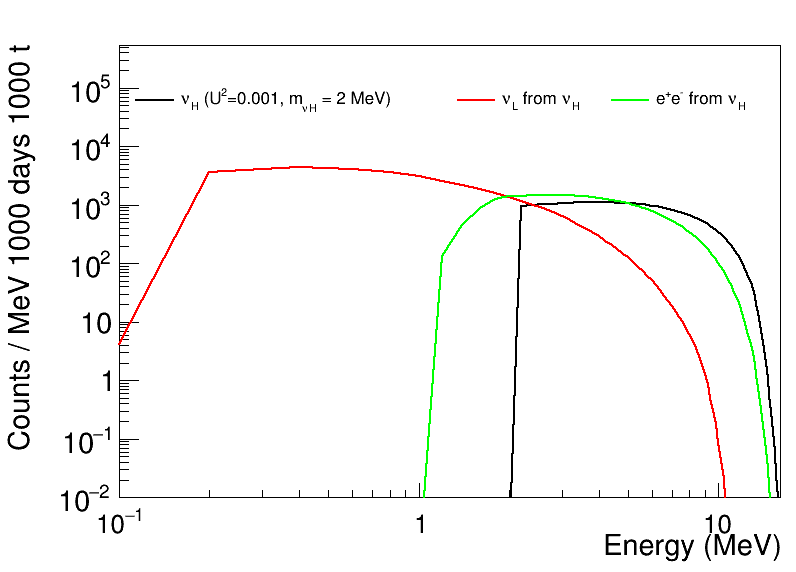 Counts / MeV 1000 days 1000 t
ν_H (U²=0.001, m_νH = 2 MeV)
ν_L from ν_H
e⁺e⁻ from ν_H
10⁵
10⁴
10³
10²
10
1
10⁻¹
10⁻²
10⁻¹ 1 10
Energy (MeV)